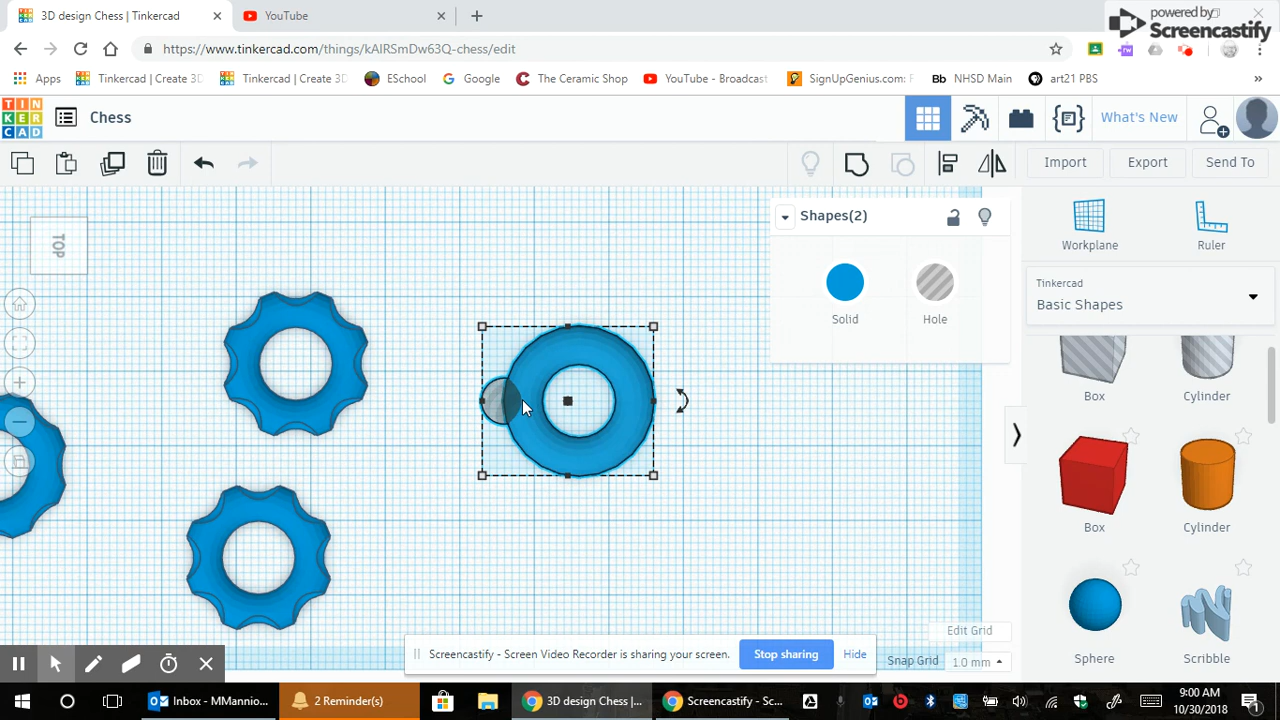 3D design Chess | Tinkercad
YouTube
powered by
Screencastify
https://www.tinkercad.com/things/kAIRSmDw63Q-chess/edit
Apps
Tinkercad | Create 3D
Tinkercad | Create 3D
ESchool
Google
The Ceramic Shop
YouTube - Broadcast
SignUpGenius.com: F
Bb NHSD Main
art21 PBS
TIN
KER
CAD
Chess
What's New
Import
Export
Send To
TOP
Shapes(2)
Solid
Hole
Workplane
Ruler
Tinkercad
Basic Shapes
Box
Cylinder
Box
Cylinder
Sphere
Scribble
Edit Grid
Snap Grid 1.0 mm
Screencastify - Screen Video Recorder is sharing your screen.
Stop sharing
Hide
Inbox - MMannio...
2 Reminder(s)
3D design Chess |...
Screencastify - Sc...
9:00 AM
10/30/2018